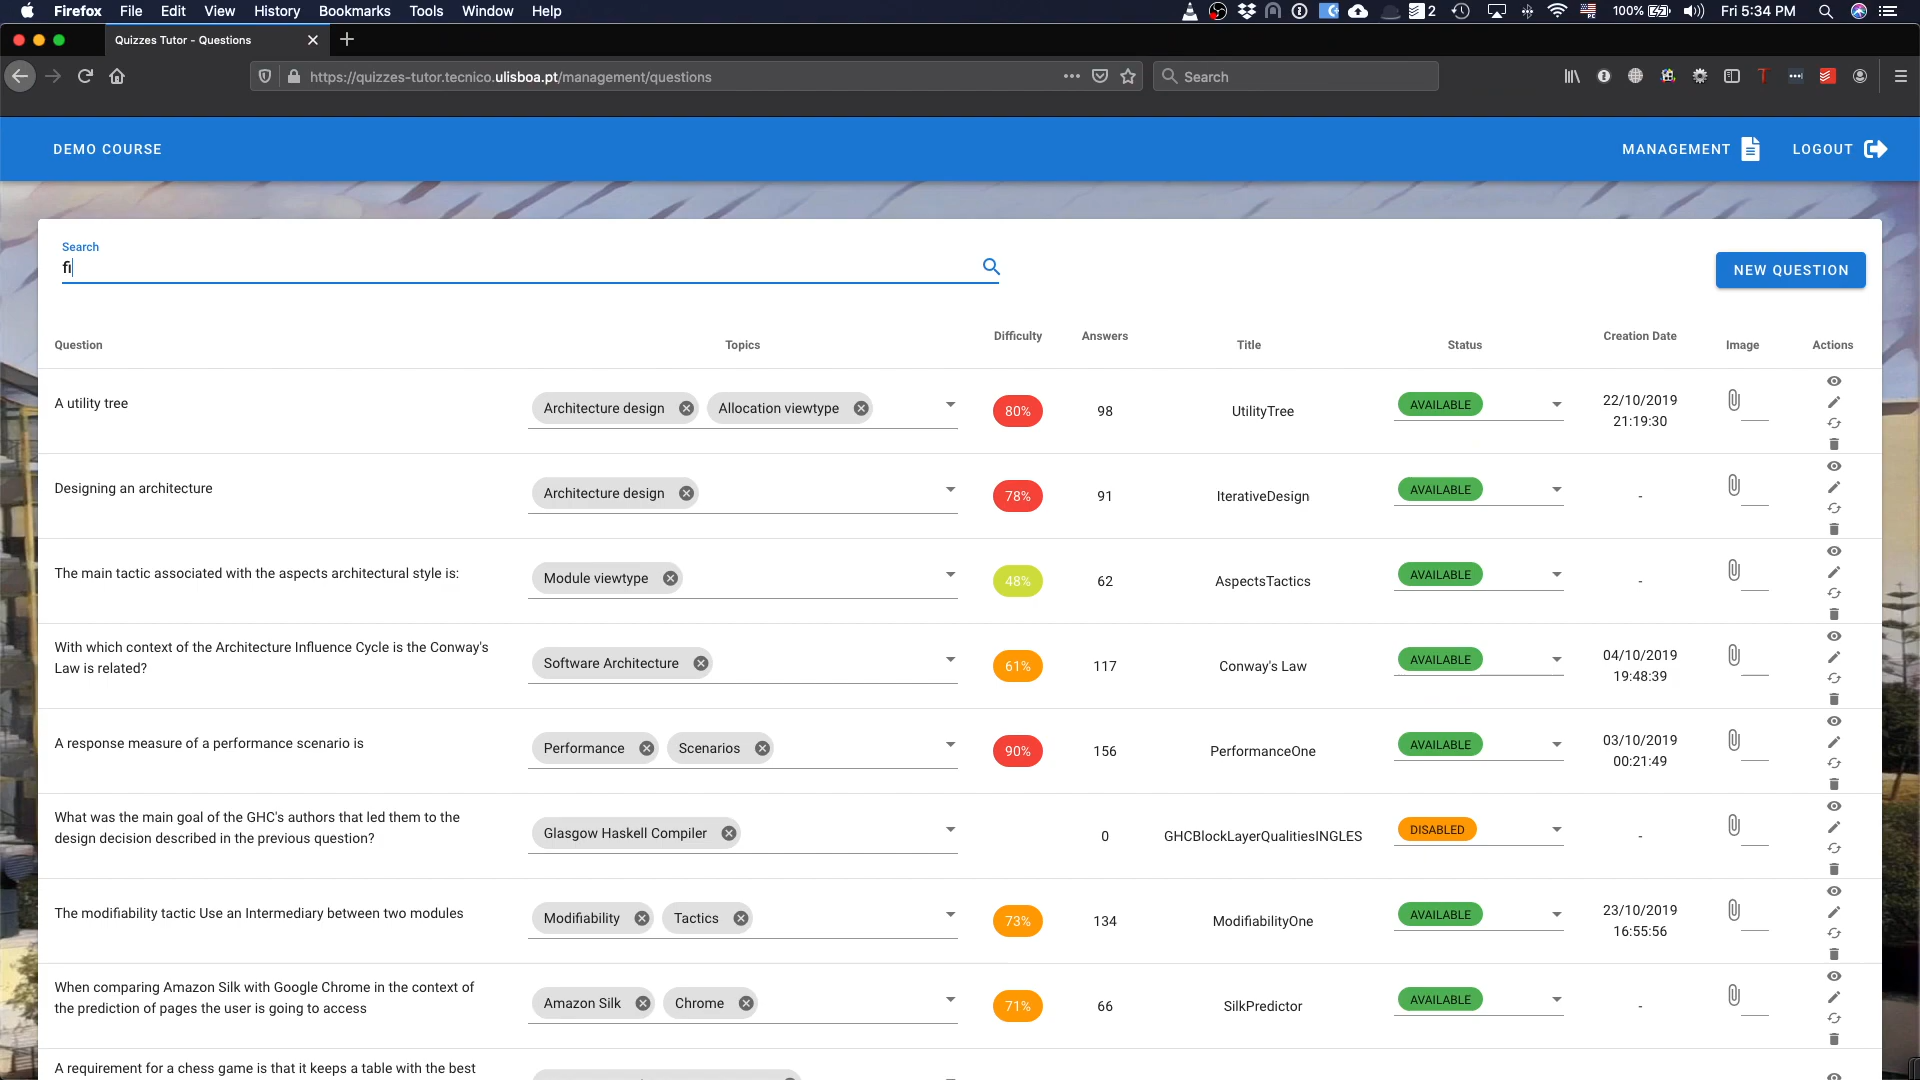 Firefox File Edit View History Bookmarks Tools Window Help 2 100% Fri 5:34 PM
Quizzes Tutor - Questions
https://quizzes-tutor.tecnico.ulisboa.pt/management/questions Search
DEMO COURSE MANAGEMENT LOGOUT
Search
fi
NEW QUESTION
Question Topics Difficulty Answers Title Status Creation Date Image Actions
A utility tree Architecture design Allocation viewtype 80% 98 UtilityTree AVAILABLE 22/10/2019
21:19:30
Designing an architecture Architecture design 78% 91 IterativeDesign AVAILABLE -
The main tactic associated with the aspects architectural style is: Module viewtype 48% 62 AspectsTactics AVAILABLE -
With which context of the Architecture Influence Cycle is the Conway's
Law is related? Software Architecture 61% 117 Conway's Law AVAILABLE 04/10/2019
19:48:39
A response measure of a performance scenario is Performance Scenarios 90% 156 PerformanceOne AVAILABLE 03/10/2019
00:21:49
What was the main goal of the GHC's authors that led them to the
design decision described in the previous question? Glasgow Haskell Compiler 0 GHCBlockLayerQualitiesINGLES DISABLED -
The modifiability tactic Use an Intermediary between two modules Modifiability Tactics 73% 134 ModifiabilityOne AVAILABLE 23/10/2019
16:55:56
When comparing Amazon Silk with Google Chrome in the context of
the prediction of pages the user is going to access Amazon Silk Chrome 71% 66 SilkPredictor AVAILABLE -
A requirement for a chess game is that it keeps a table with the best